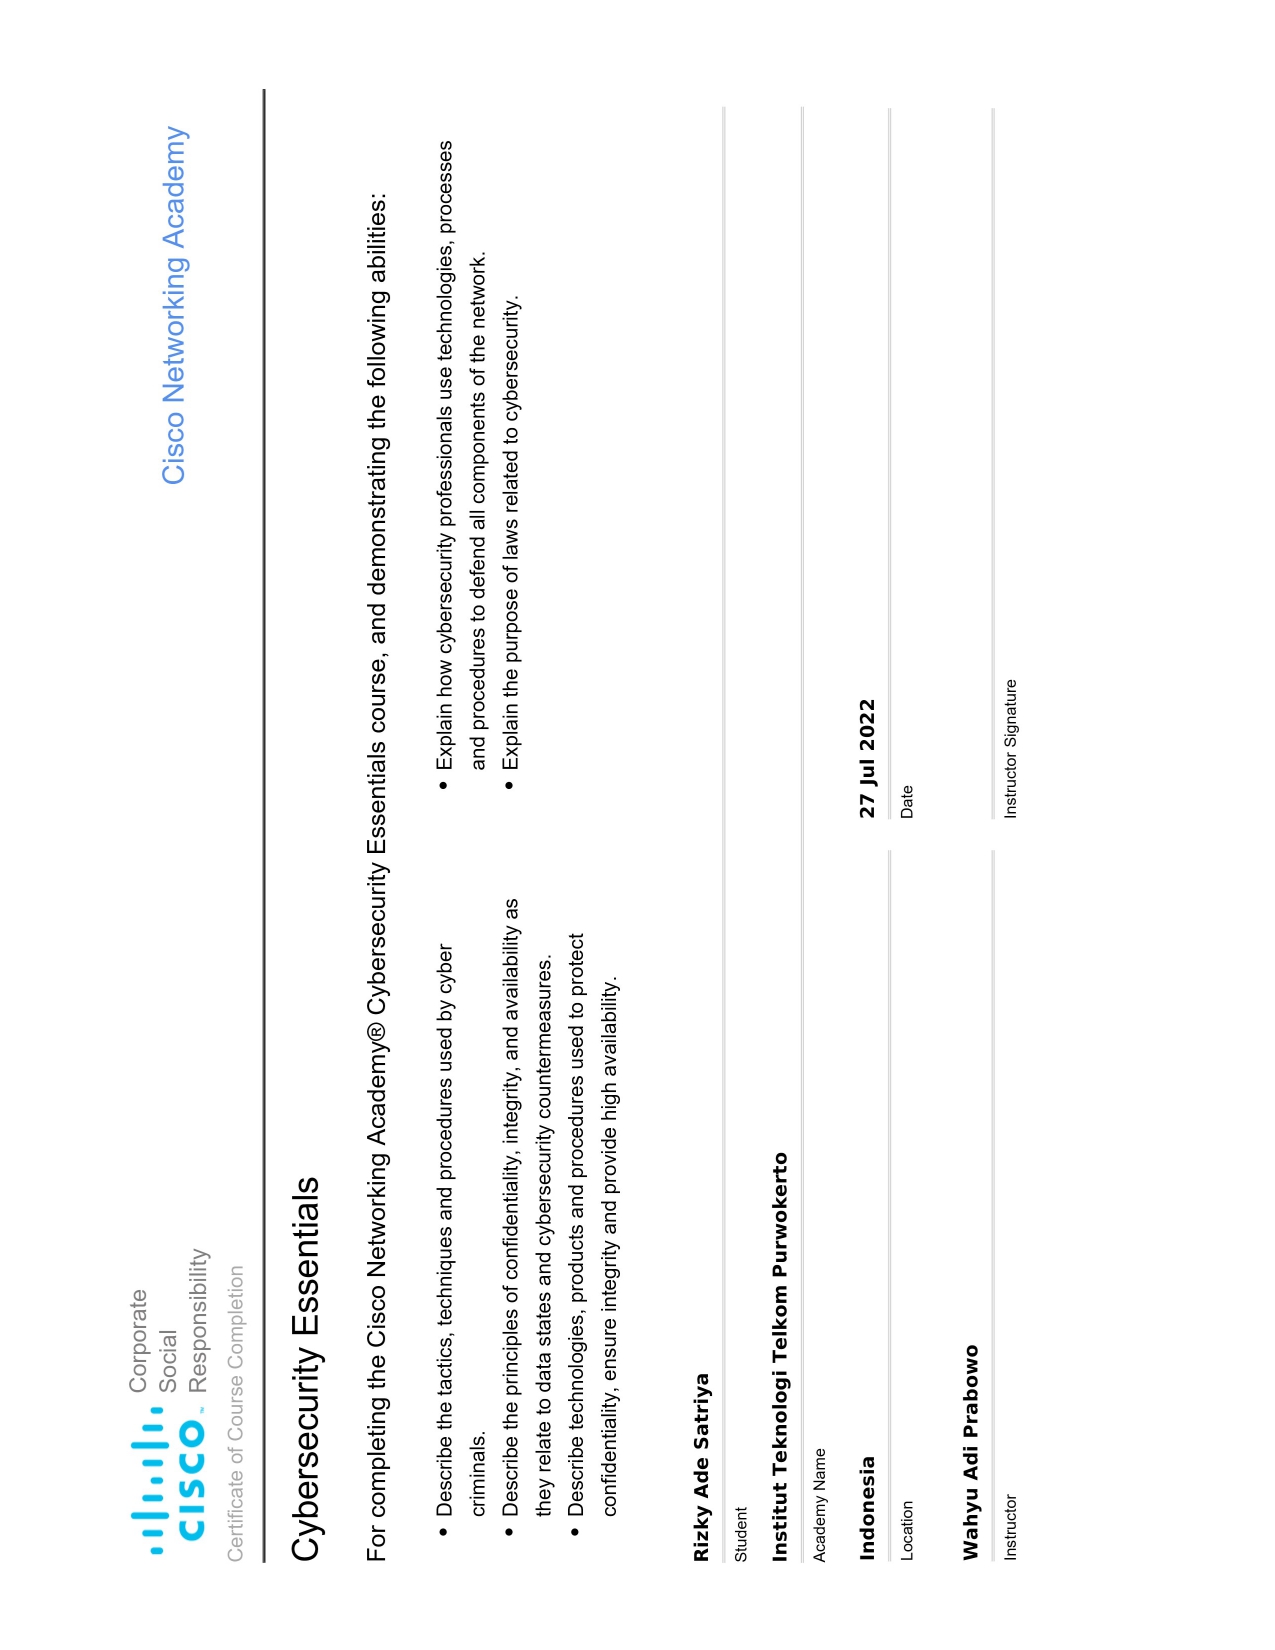 Corporate
Social
Responsibility
CISCO™
Cisco Networking Academy
Certificate of Course Completion
Cybersecurity Essentials
For completing the Cisco Networking Academy® Cybersecurity Essentials course, and demonstrating the following abilities:
• Describe the tactics, techniques and procedures used by cyber
criminals.
• Describe the principles of confidentiality, integrity, and availability as
they relate to data states and cybersecurity countermeasures.
• Describe technologies, products and procedures used to protect
confidentiality, ensure integrity and provide high availability.
• Explain how cybersecurity professionals use technologies, processes
and procedures to defend all components of the network.
• Explain the purpose of laws related to cybersecurity.
Rizky Ade Satriya
Student
Institut Teknologi Telkom Purwokerto
Academy Name
Indonesia
Location
27 Jul 2022
Date
Wahyu Adi Prabowo
Instructor
Instructor Signature